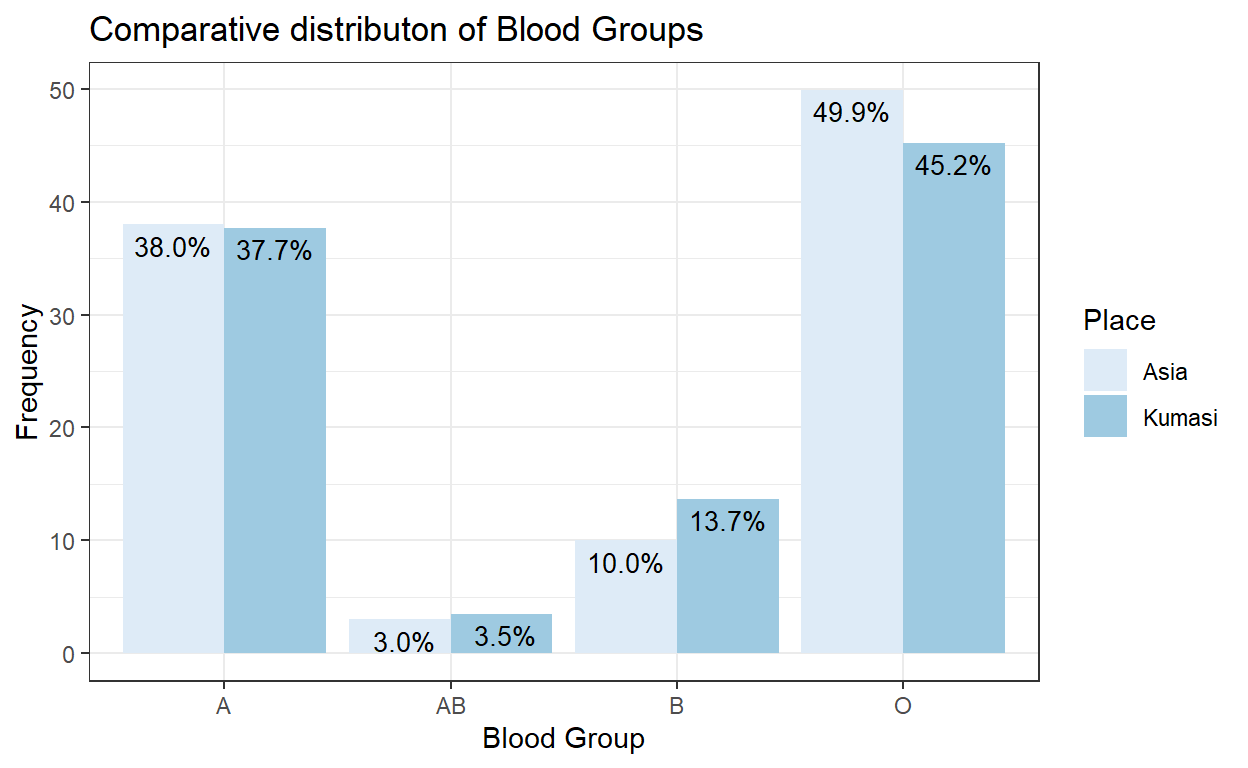 Comparative distributon of Blood Groups
50
40
30
20
10
0
Frequency
38.0%
37.7%
3.0%
3.5%
10.0%
13.7%
49.9%
45.2%
A
AB
B
O
Blood Group
Place
Asia
Kumasi